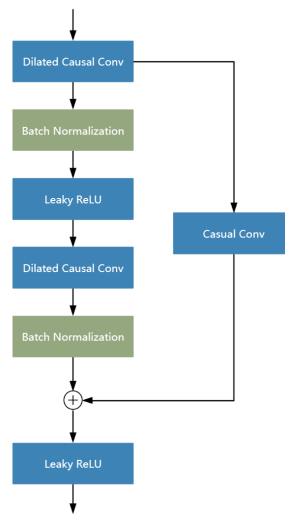 Dilated Causal Conv
Batch Normalization
Leaky ReLU
Casual Conv
Dilated Causal Conv
Batch Normalization
Leaky ReLU